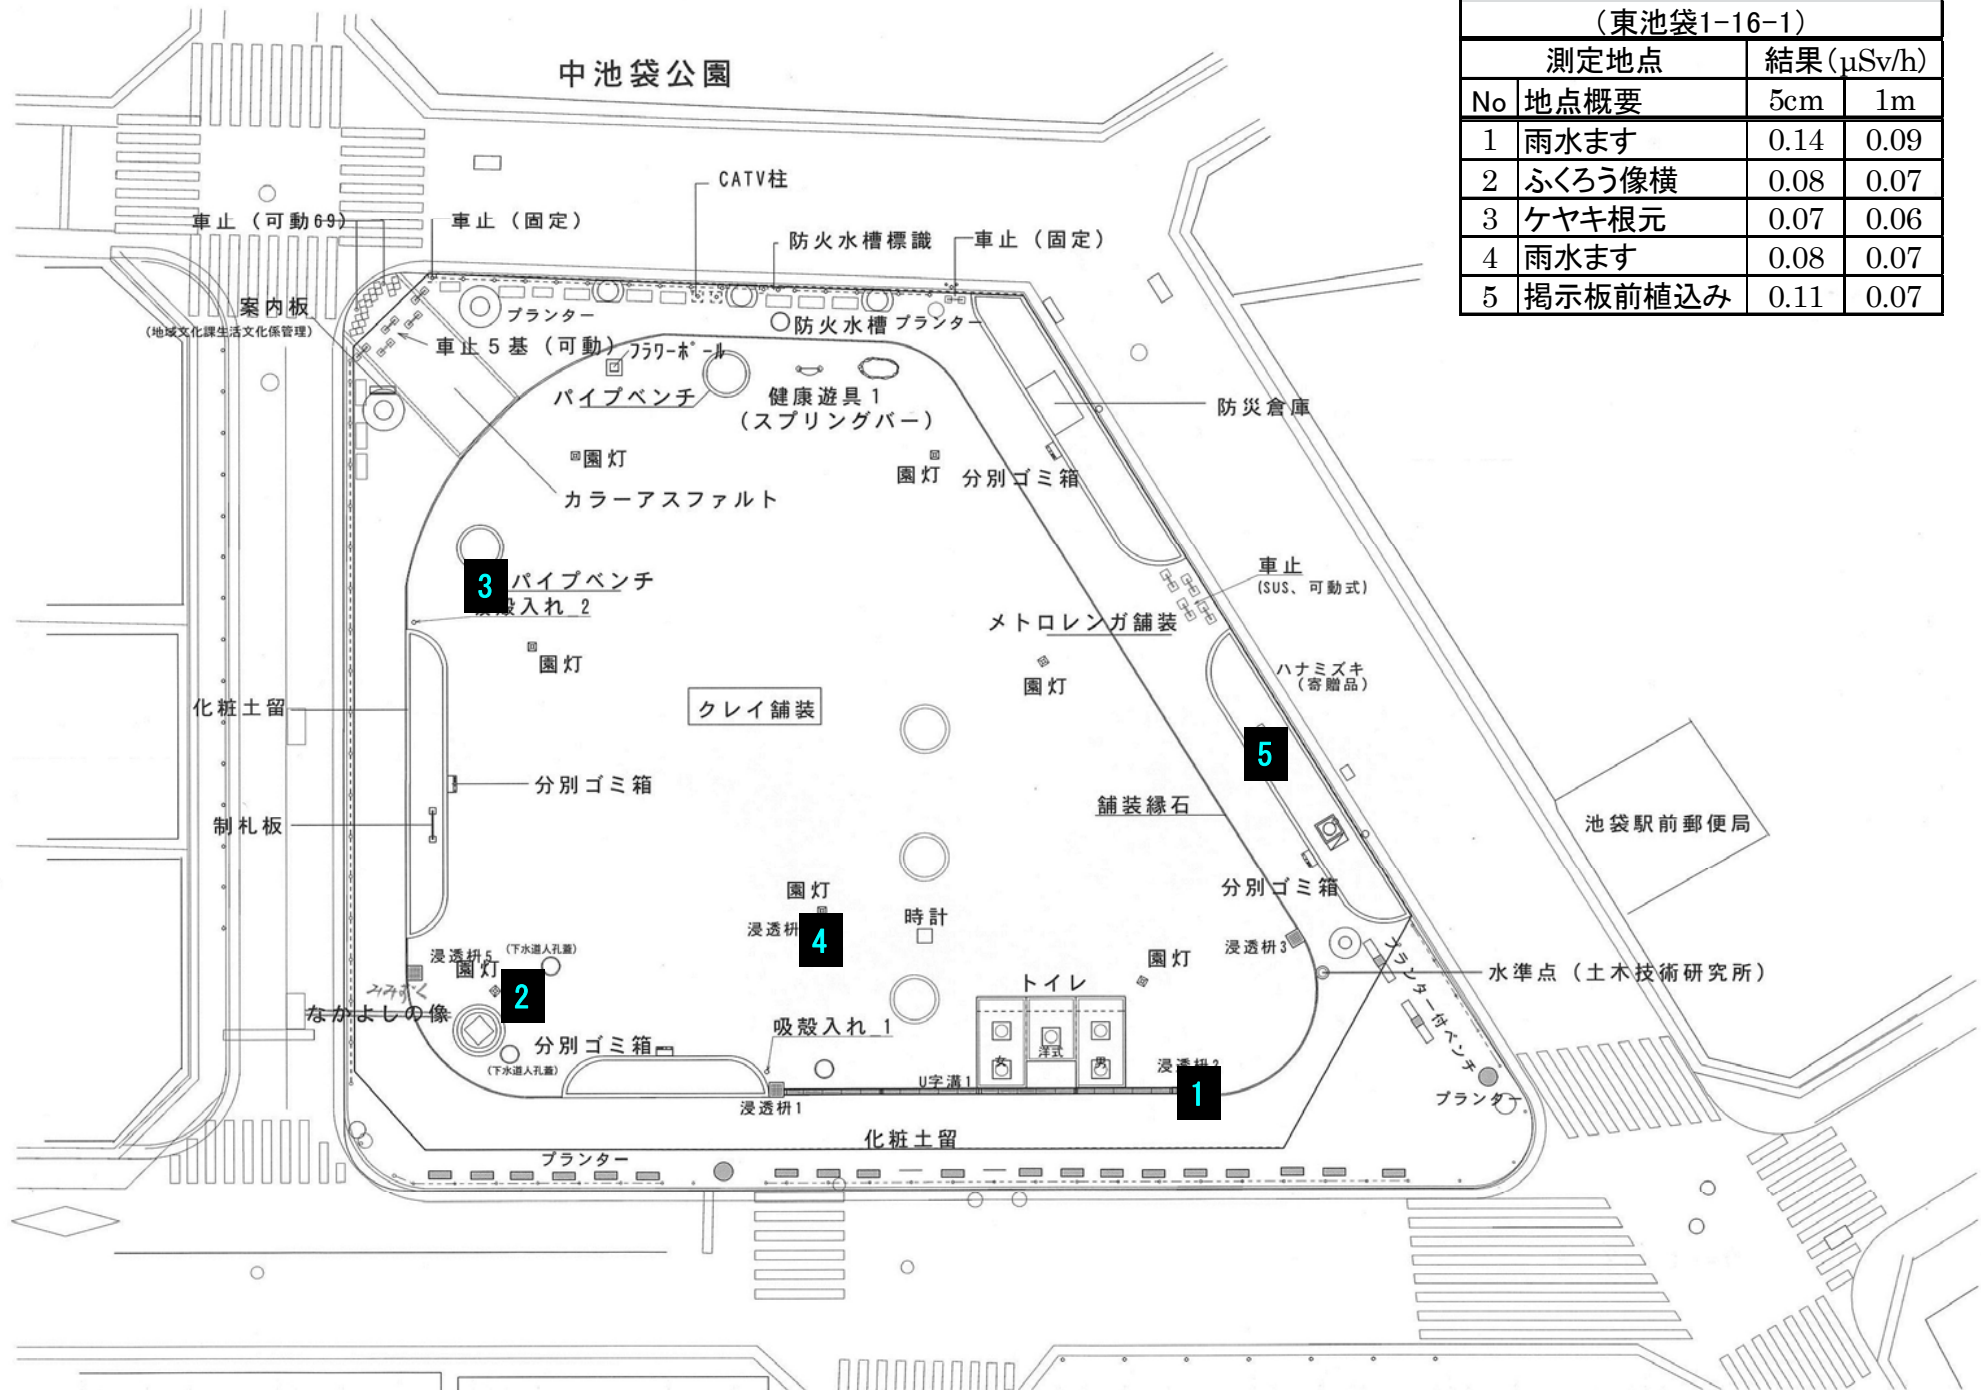 中池袋公園
(東池袋1-16-1)
測定地点 結果(μSv/h)
No 地点概要 5cm 1m
1 雨水ます 0.14 0.09
2 ふくろう像横 0.08 0.07
3 ケヤキ根元 0.07 0.06
4 雨水ます 0.08 0.07
5 掲示板前植込み 0.11 0.07
CATV柱
車止(可動69)
車止(固定)
防火水槽標識
車止(固定)
案内板
(地域文化課生活文化係管理)
プランター
防火水槽
プランター
車止5基(可動)
フラワーポール
パイプベンチ
健康遊具1
(スプリングバー)
防災倉庫
園灯
園灯
分別ゴミ箱
カラーアスファルト
3
パイプベンチ
殻入れ_2
車止
(SUS、可動式)
メトロレンガ舗装
園灯
園灯
ハナミズキ
(寄贈品)
化粧土留
クレイ舗装
5
分別ゴミ箱
制札板
舗装縁石
池袋駅前郵便局
園灯
分別ゴミ箱
浸透枡
4
時計
浸透枡3
浸透枡5
(下水道人孔蓋)
園灯
2
園灯
プランター付ベンチ
水準点(土木技術研究所)
みみずく
なかよしの像
トイレ
吸殻入れ_1
分別ゴミ箱
女
洋式
男
(下水道人孔蓋)
U字溝1
浸透枡2
1
浸透枡1
プランター
化粧土留
プランター